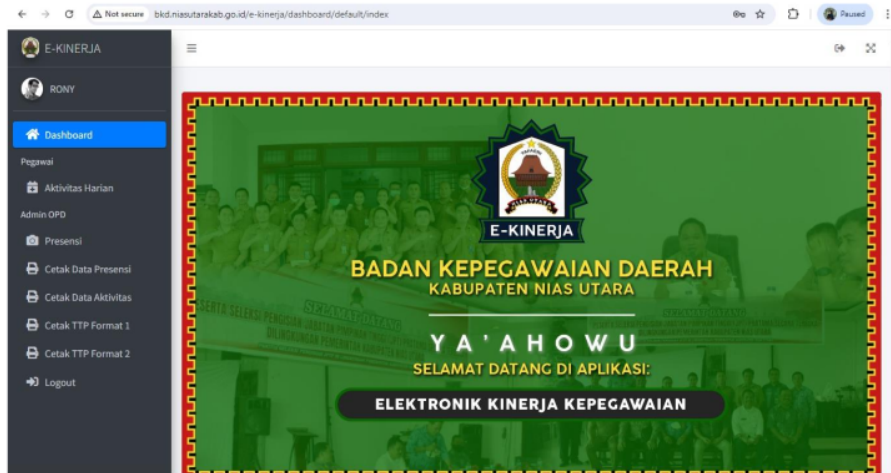 Not secure bkd.niasutarakab.go.id/e-kinerja/dashboard/default/index
Paused
E-KINERJA
RONY
Dashboard
Pegawai
Aktivitas Harian
Admin OPD
Presensi
Cetak Data Presensi
Cetak Data Aktivitas
Cetak TTP Format 1
Cetak TTP Format 2
Logout
E-KINERJA
BADAN KEPEGAWAIAN DAERAH
KABUPATEN NIAS UTARA
YA'AHOWU
SELAMAT DATANG DI APLIKASI:
ELEKTRONIK KINERJA KEPEGAWAIAN
SELAMAT DATANG